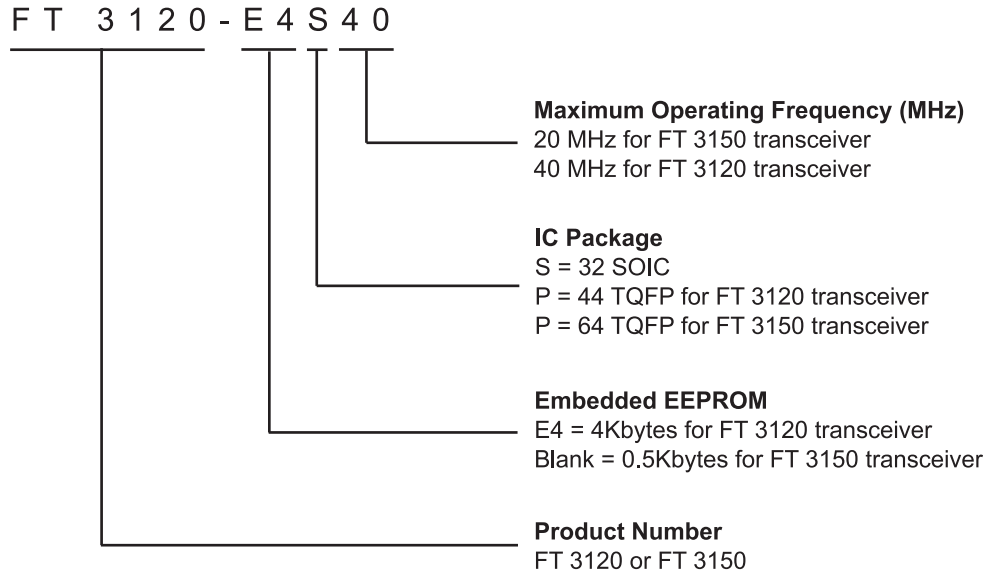 FT 3120-E4S40
Maximum Operating Frequency (MHz)
20 MHz for FT 3150 transceiver
40 MHz for FT 3120 transceiver
IC Package
S = 32 SOIC
P = 44 TQFP for FT 3120 transceiver
P = 64 TQFP for FT 3150 transceiver
Embedded EEPROM
E4 = 4Kbytes for FT 3120 transceiver
Blank = 0.5Kbytes for FT 3150 transceiver
Product Number
FT 3120 or FT 3150